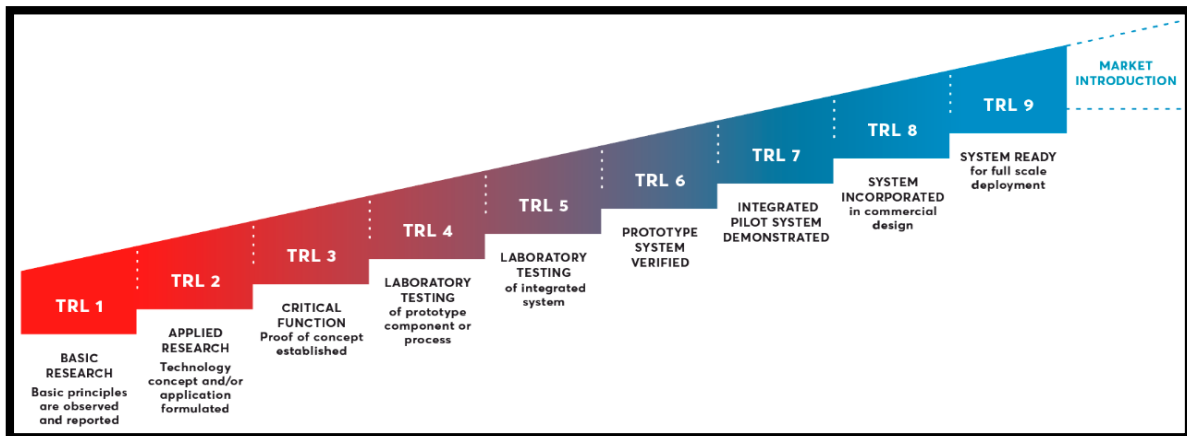 TRL 1
BASIC
RESEARCH
Basic principles
are observed
and reported
TRL 2
APPLIED
RESEARCH
Technology
concept and/or
application
formulated
TRL 3
CRITICAL
FUNCTION
Proof of concept
established
TRL 4
LABORATORY
TESTING
of prototype
component or
process
TRL 5
LABORATORY
TESTING
of integrated
system
TRL 6
PROTOTYPE
SYSTEM
VERIFIED
TRL 7
INTEGRATED
PILOT SYSTEM
DEMONSTRATED
TRL 8
SYSTEM
INCORPORATED
in commercial
design
TRL 9
SYSTEM READY
for full scale
deployment
MARKET
INTRODUCTION